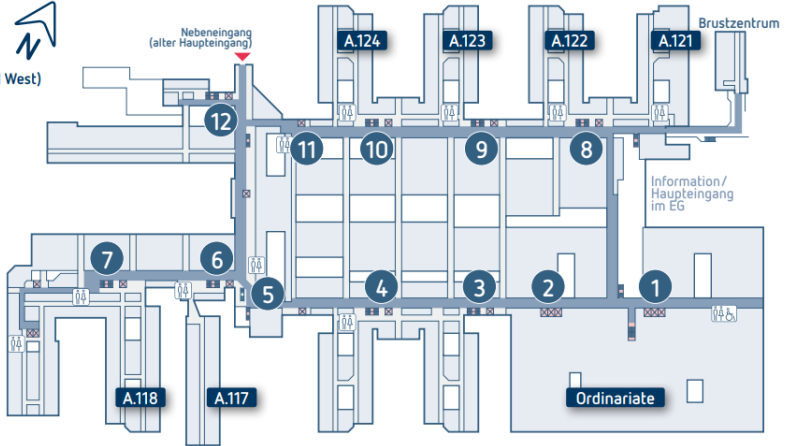 N
Nebeneingang
(alter Haupteingang)
A.124
A.123
A.122
A.121
Brustzentrum
West)
12
11
10
9
8
Information/
Haupteingang
im EG
7
6
5
4
3
2
1
A.118
A.117
Ordinariate